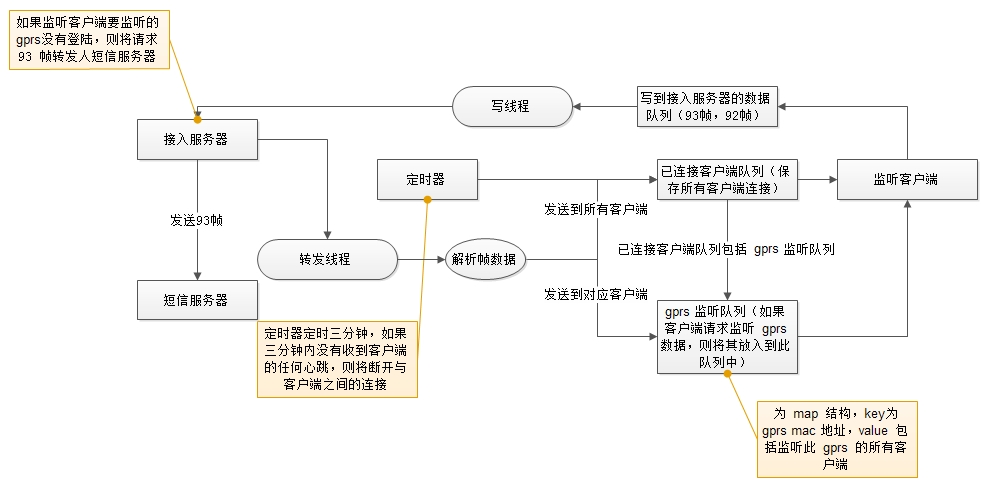 如果监听客户端要监听的
gprs没有登陆，则将请求
93 帧转发人短信服务器
写线程
写到接入服务器的数据
队列（93帧，92帧）
接入服务器
定时器
已连接客户端队列（保
存所有客户端连接）
监听客户端
发送到所有客户端
发送93帧
已连接客户端队列包括 gprs 监听队列
转发线程
解析帧数据
发送到对应客户端
短信服务器
gprs 监听队列（如果
客户端请求监听 gprs
数据，则将其放入到此
队列中）
定时器定时三分钟，如果
三分钟内没有收到客户端
的任何心跳，则将断开与
客户端之间的连接
为 map 结构，key为
gprs mac 地址，value 包
括监听此 gprs 的所有客
户端